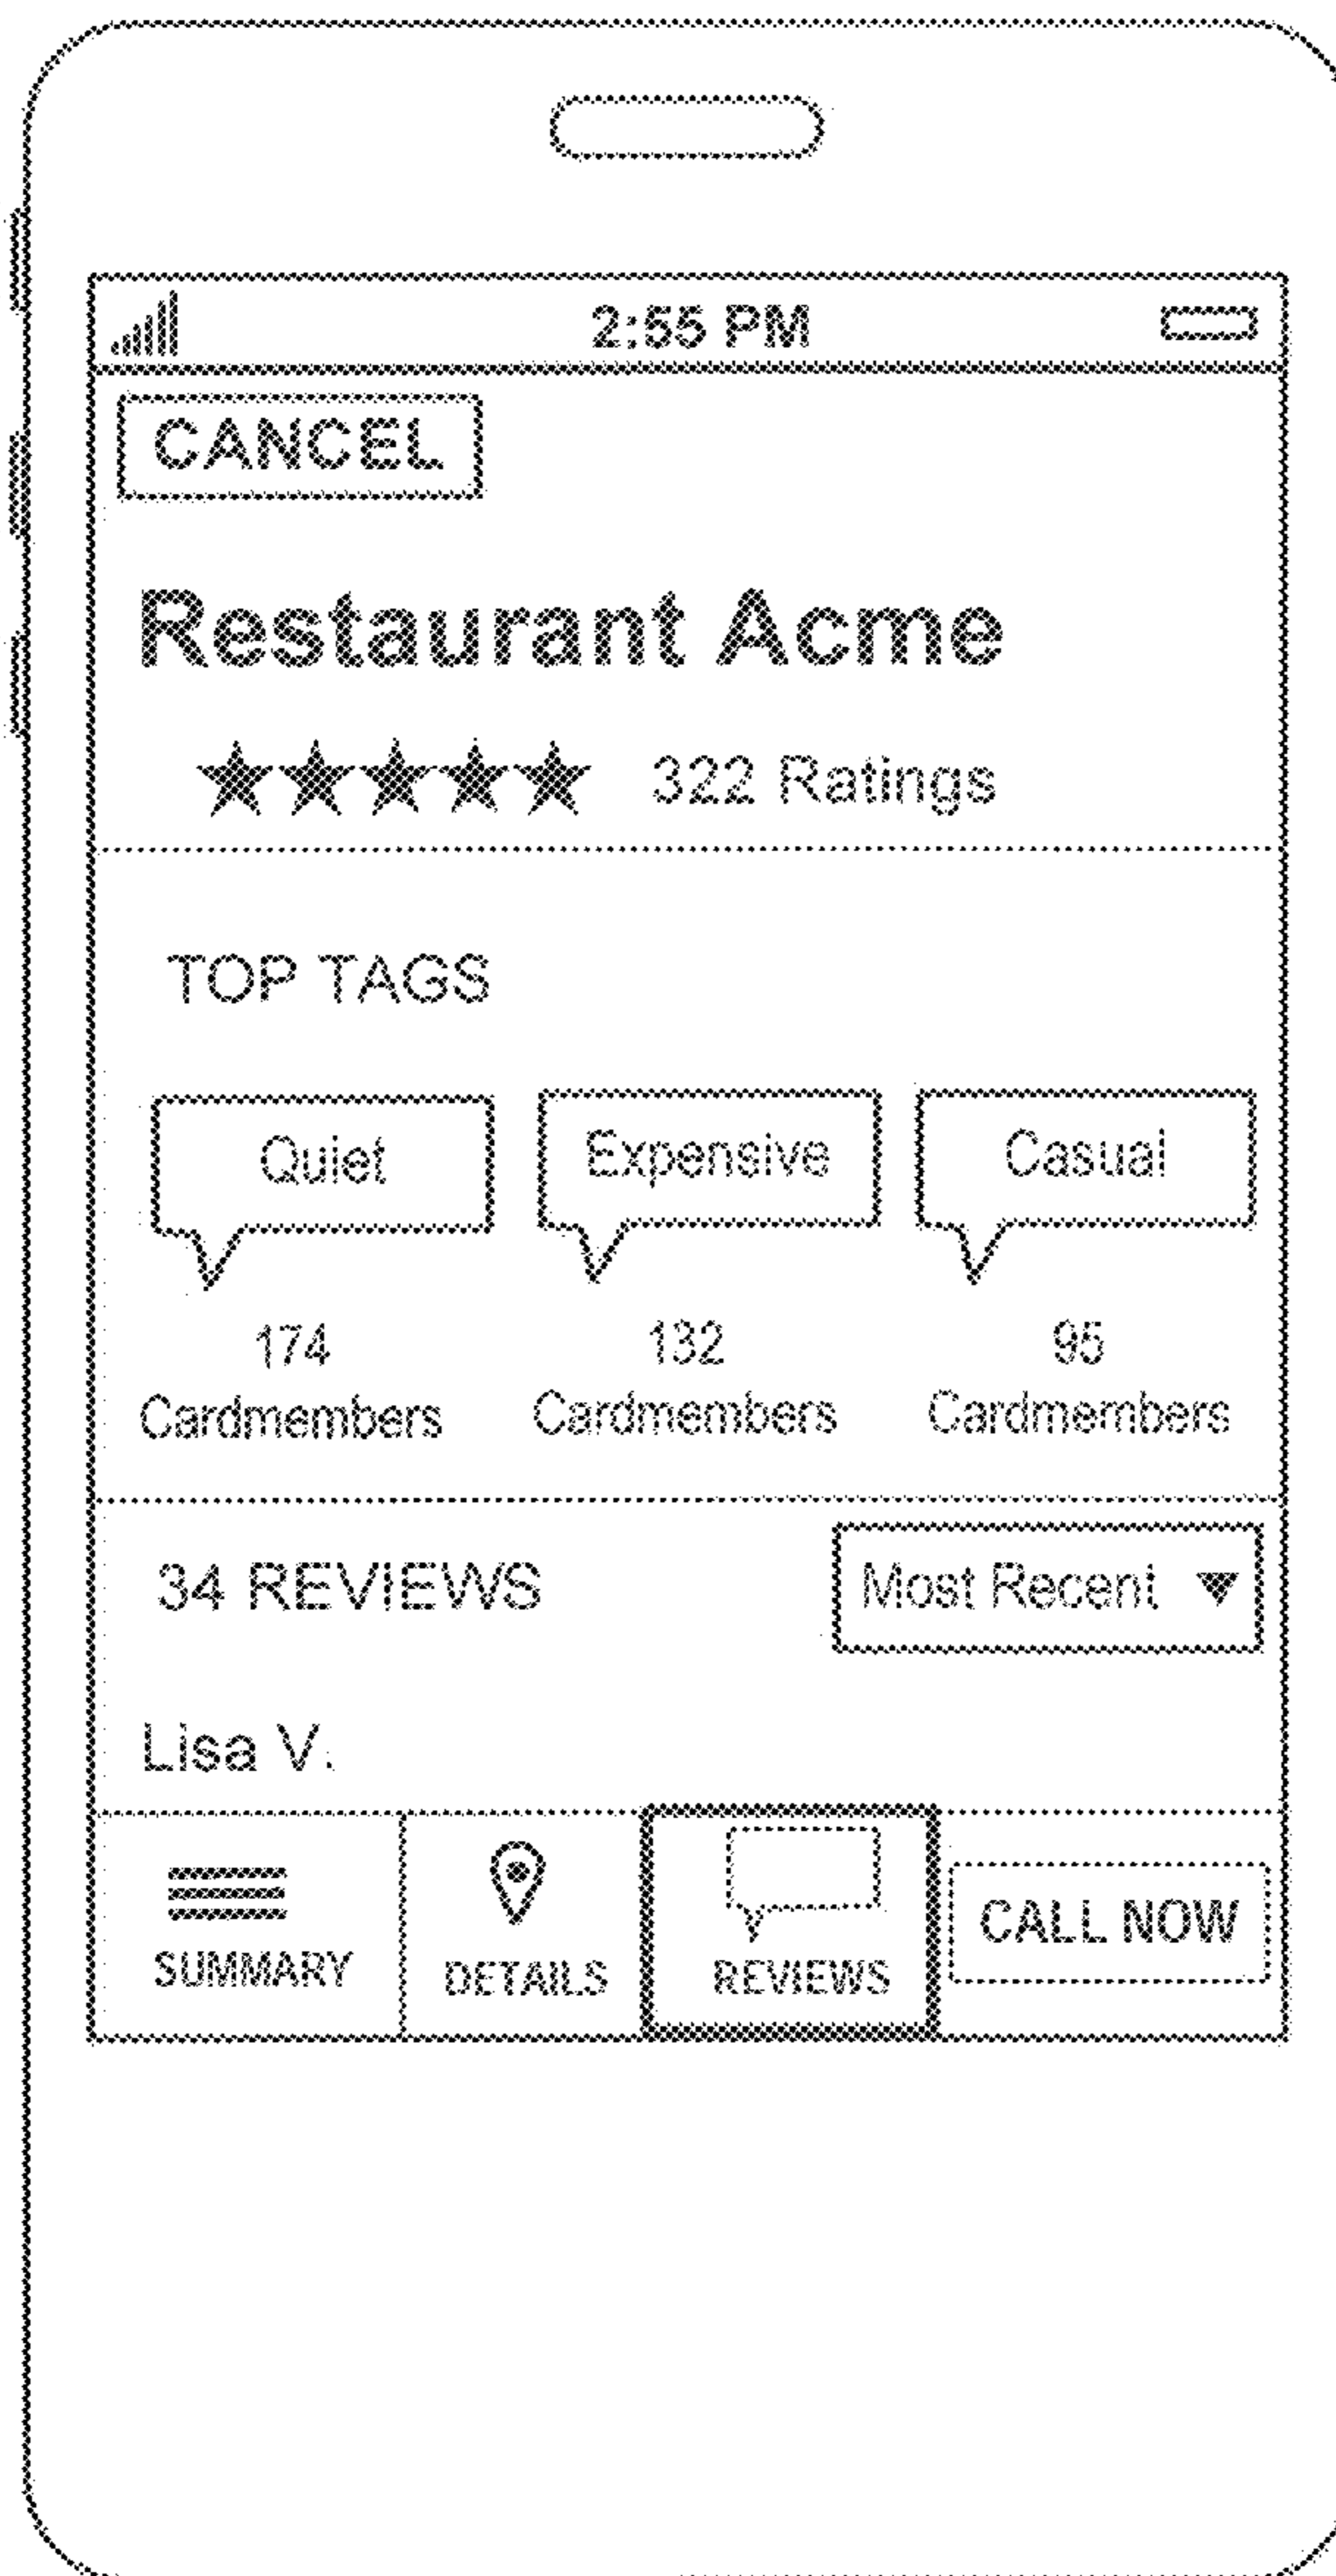 2:55 PM
CANCEL
Restaurant Acme
322 Ratings
TOP TAGS
Quiet Expensive Casual
174 132 95
Cardmembers Cardmembers Cardmembers
34 REVIEWS Most Recent
Lisa V.
SUMMARY DETAILS REVIEWS CALL NOW